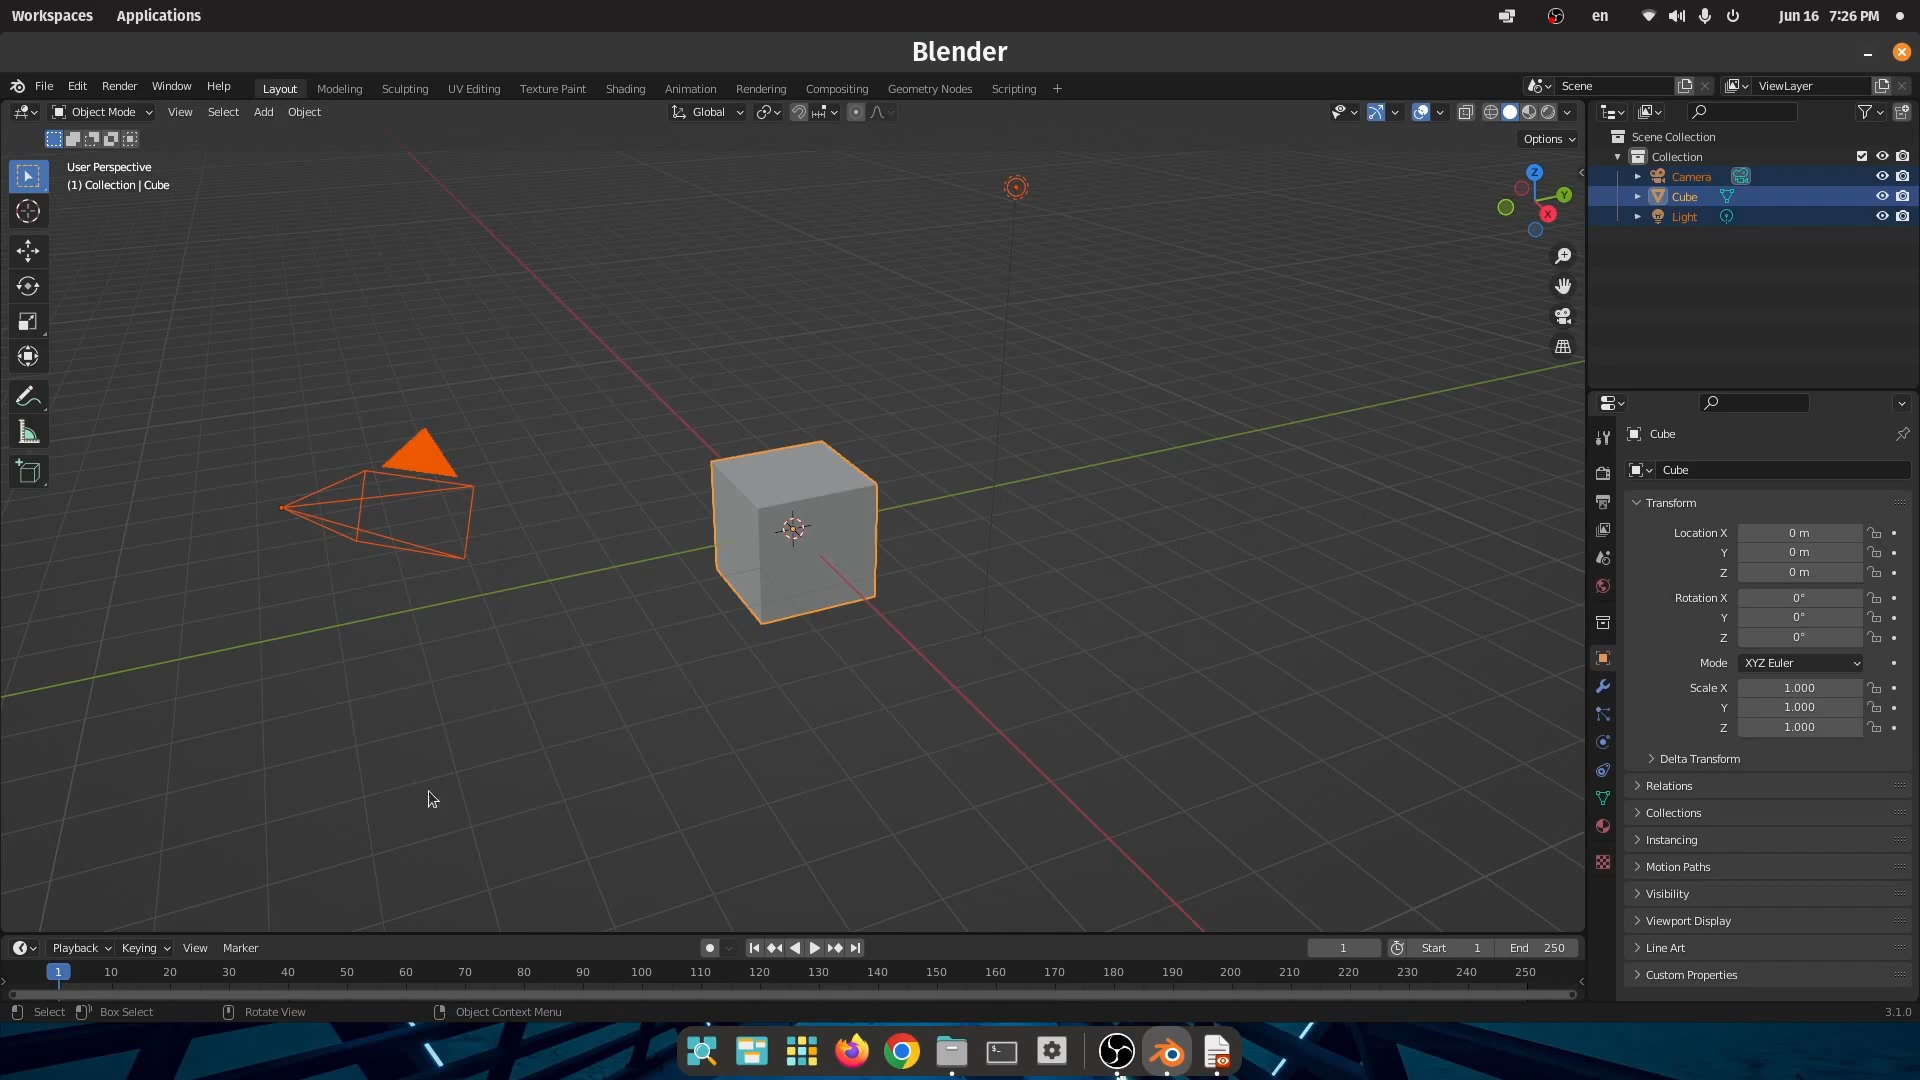 Workspaces Applications en Jun 16 7:26 PM
Blender
File Edit Render Window Help Layout Modeling Sculpting UV Editing Texture Paint Shading Animation Rendering Compositing Geometry Nodes Scripting + Scene ViewLayer
Object Mode View Select Add Object Global
Options
User Perspective
(1) Collection | Cube
Z
Y
X
Scene Collection
Collection
Camera
Cube
Light
Cube
Cube
Transform
Location X 0 m
Y 0 m
Z 0 m
Rotation X 0°
Y 0°
Z 0°
Mode XYZ Euler
Scale X 1.000
Y 1.000
Z 1.000
Delta Transform
Relations
Collections
Instancing
Motion Paths
Visibility
Viewport Display
Line Art
Custom Properties
Playback Keying View Marker 1 Start 1 End 250
1 10 20 30 40 50 60 70 80 90 100 110 120 130 140 150 160 170 180 190 200 210 220 230 240 250
Select Box Select Rotate View Object Context Menu 3.1.0